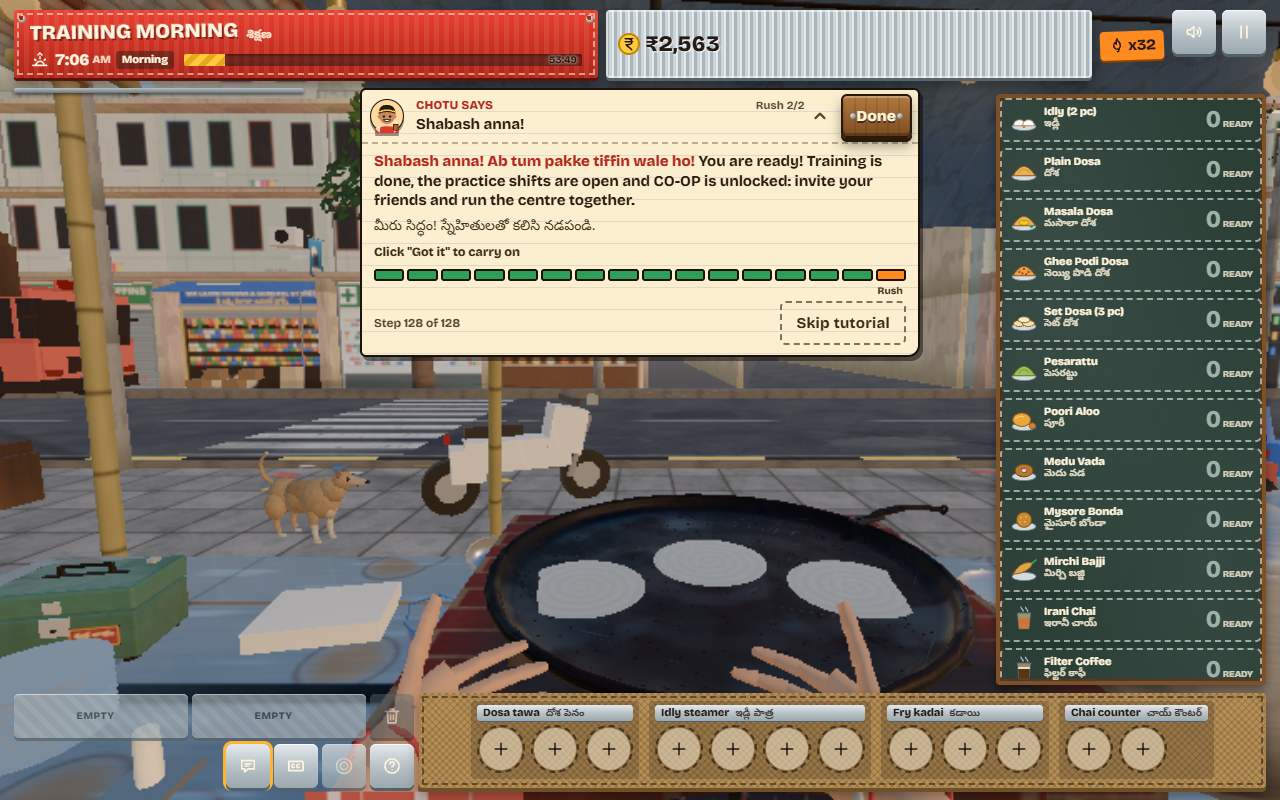 TRAINING MORNING శిక్షణ
7:06 AM Morning 53:49
₹ ₹2,563
x32
CHOTU SAYS
Rush 2/2
Shabash anna!
Done
Shabash anna! Ab tum pakke tiffin wale ho! You are ready! Training is
done, the practice shifts are open and CO-OP is unlocked: invite your
friends and run the centre together.
మీరు సిద్ధం! స్నేహితులతో కలిసి నడపండి.
Click "Got it" to carry on
Rush
Step 128 of 128
Skip tutorial
Idly (2 pc)
ఇడ్లీ
0 READY
Plain Dosa
దోశ
0 READY
Masala Dosa
మసాలా దోశ
0 READY
Ghee Podi Dosa
నెయ్యి పొడి దోశ
0 READY
Set Dosa (3 pc)
సెట్ దోశ
0 READY
Pesarattu
పెసరట్టు
0 READY
Poori Aloo
పూరీ
0 READY
Medu Vada
మెదు వడ
0 READY
Mysore Bonda
మైసూర్ బోండా
0 READY
Mirchi Bajji
మిర్చి బజ్జి
0 READY
Irani Chai
ఇరానీ చాయ్
0 READY
Filter Coffee
ఫిల్టర్ కాఫీ
0 READY
EMPTY
EMPTY
Dosa tawa దోశ పెనం
Idly steamer ఇడ్లీ పాత్ర
Fry kadai కడాయి
Chai counter చాయ్ కౌంటర్
CC